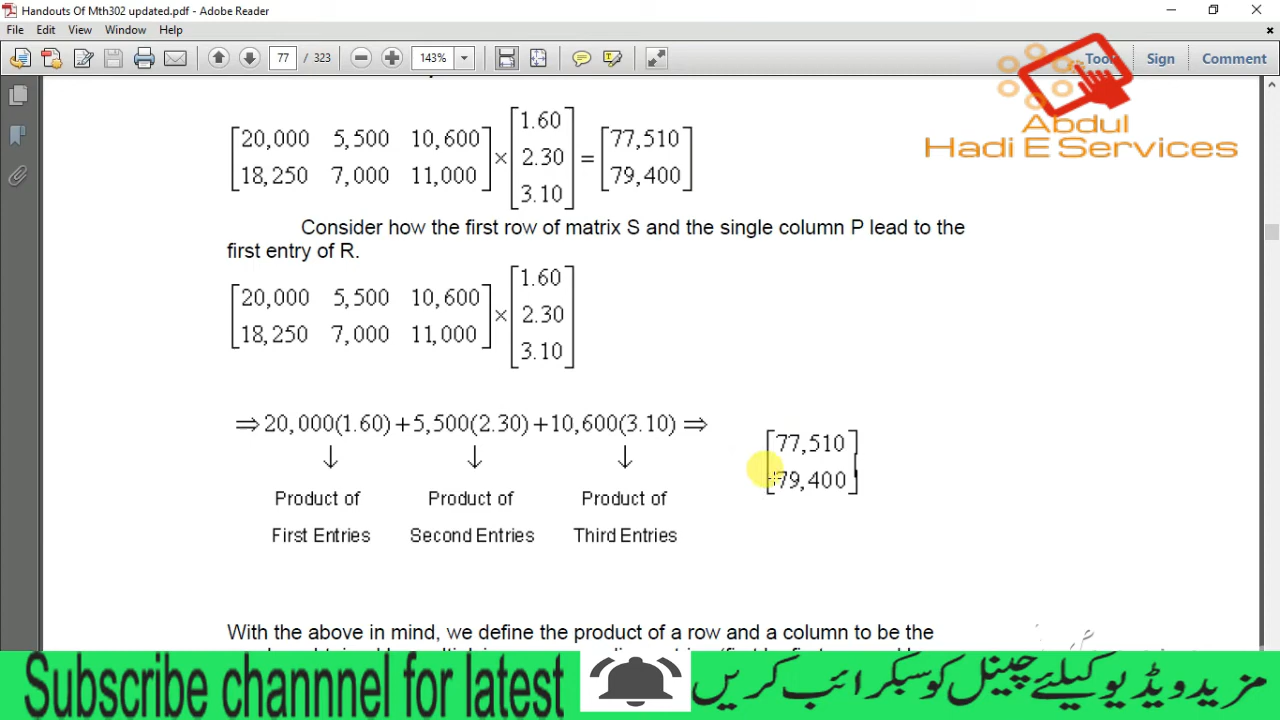 Handouts Of Mth302 updated.pdf - Adobe Reader
File Edit View Window Help
77 / 323 143% Tools Sign Comment
Abdul
Hadi E Services
[20,000 5,500 10,600
18,250 7,000 11,000] × [1.60
2.30
3.10] = [77,510
79,400]
Consider how the first row of matrix S and the single column P lead to the
first entry of R.
[20,000 5,500 10,600
18,250 7,000 11,000] × [1.60
2.30
3.10]
⇒20,000(1.60)+5,500(2.30)+10,600(3.10)⇒
[77,510
79,400]
↓ ↓ ↓
Product of Product of Product of
First Entries Second Entries Third Entries
With the above in mind, we define the product of a row and a column to be the
Subscribe channnel for latest
مزید ویڈیو کیلئے چینل کو سبکرائب کریں